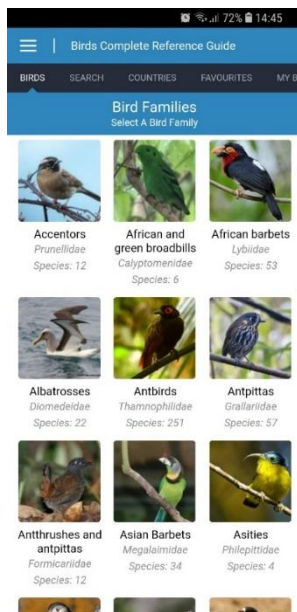 72% 14:45
Birds Complete Reference Guide
BIRDS SEARCH COUNTRIES FAVOURITES MY B
Bird Families
Select A Bird Family
Accentors
Prunellidae
Species: 12
African and
green broadbills
Calyptomenidae
Species: 6
African barbets
Lybiidae
Species: 53
Albatrosses
Diomedeidae
Species: 22
Antbirds
Thamnophilidae
Species: 251
Antpittas
Grallariidae
Species: 57
Antthrushes and
antpittas
Formicariidae
Species: 12
Asian Barbets
Megalaimidae
Species: 34
Asities
Philepittidae
Species: 4